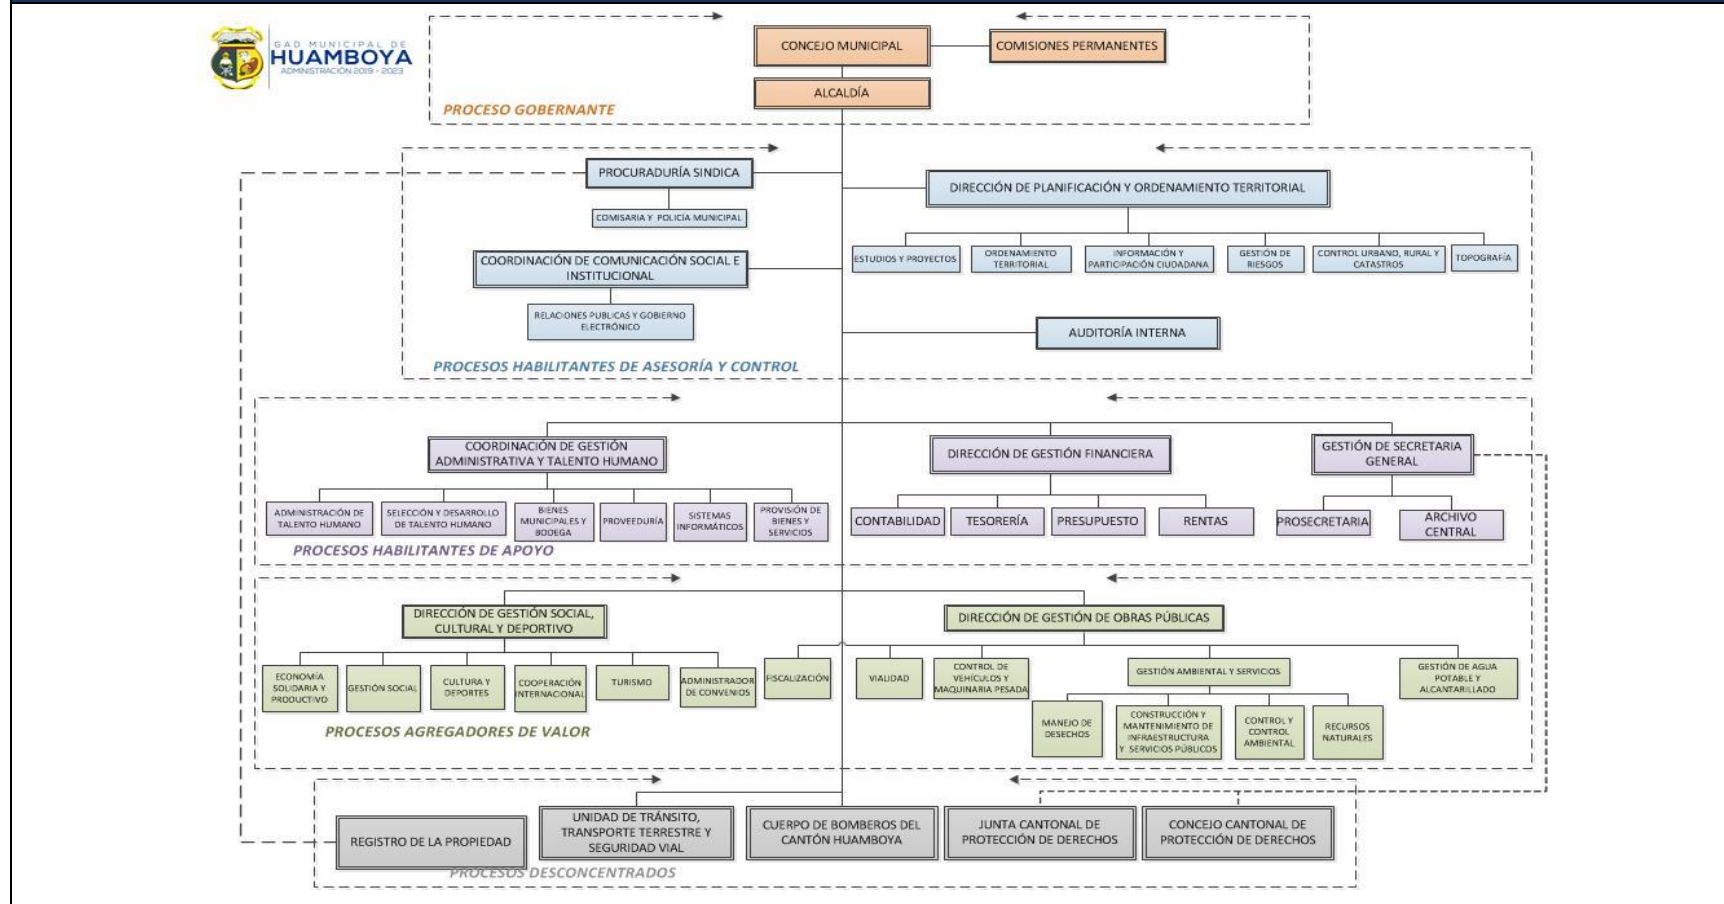 GAD MUNICIPAL DE
HUAMBOYA
ADMINISTRACIÓN 2019 - 2023
CONCEJO MUNICIPAL
COMISIONES PERMANENTES
ALCALDÍA
PROCESO GOBERNANTE
PROCURADURÍA SINDICA
DIRECCIÓN DE PLANIFICACIÓN Y ORDENAMIENTO TERRITORIAL
COMISARIA Y POLICÍA MUNICIPAL
COORDINACIÓN DE COMUNICACIÓN SOCIAL E
INSTITUCIONAL
ESTUDIOS Y PROYECTOS
ORDENAMIENTO
TERRITORIAL
INFORMACIÓN Y
PARTICIPACIÓN CIUDADANA
GESTIÓN DE
RIESGOS
CONTROL URBANO, RURAL Y
CATASTROS
TOPOGRAFÍA
RELACIONES PUBLICAS Y GOBIERNO
ELECTRÓNICO
AUDITORÍA INTERNA
PROCESOS HABILITANTES DE ASESORÍA Y CONTROL
COORDINACIÓN DE GESTIÓN
ADMINISTRATIVA Y TALENTO HUMANO
DIRECCIÓN DE GESTIÓN FINANCIERA
GESTIÓN DE SECRETARIA
GENERAL
ADMINISTRACIÓN DE
TALENTO HUMANO
SELECCIÓN Y DESARROLLO
DE TALENTO HUMANO
BIENES
MUNICIPALES Y
BODEGA
PROVEEDURÍA
SISTEMAS
INFORMÁTICOS
PROVISIÓN DE
BIENES Y
SERVICIOS
CONTABILIDAD
TESORERÍA
PRESUPUESTO
RENTAS
PROSECRETARIA
ARCHIVO
CENTRAL
PROCESOS HABILITANTES DE APOYO
DIRECCIÓN DE GESTIÓN SOCIAL,
CULTURAL Y DEPORTIVO
DIRECCIÓN DE GESTIÓN DE OBRAS PÚBLICAS
ECONOMÍA
SOLIDARIA Y
PRODUCTIVO
GESTIÓN SOCIAL
CULTURA Y
DEPORTES
COOPERACIÓN
INTERNACIONAL
TURISMO
ADMINISTRADOR
DE CONVENIOS
FISCALIZACIÓN
VIALIDAD
CONTROL DE
VEHÍCULOS Y
MAQUINARIA PESADA
GESTIÓN AMBIENTAL Y SERVICIOS
GESTIÓN DE AGUA
POTABLE Y
ALCANTARILLADO
MANEJO DE
DESECHOS
CONSTRUCCIÓN Y
MANTENIMIENTO DE
INFRAESTRUCTURA
Y SERVICIOS PÚBLICOS
CONTROL Y
CONTROL
AMBIENTAL
RECURSOS
NATURALES
PROCESOS AGREGADORES DE VALOR
REGISTRO DE LA PROPIEDAD
UNIDAD DE TRÁNSITO,
TRANSPORTE TERRESTRE Y
SEGURIDAD VIAL
CUERPO DE BOMBEROS DEL
CANTÓN HUAMBOYA
JUNTA CANTONAL DE
PROTECCIÓN DE DERECHOS
CONCEJO CANTONAL DE
PROTECCIÓN DE DERECHOS
PROCESOS DESCONCENTRADOS